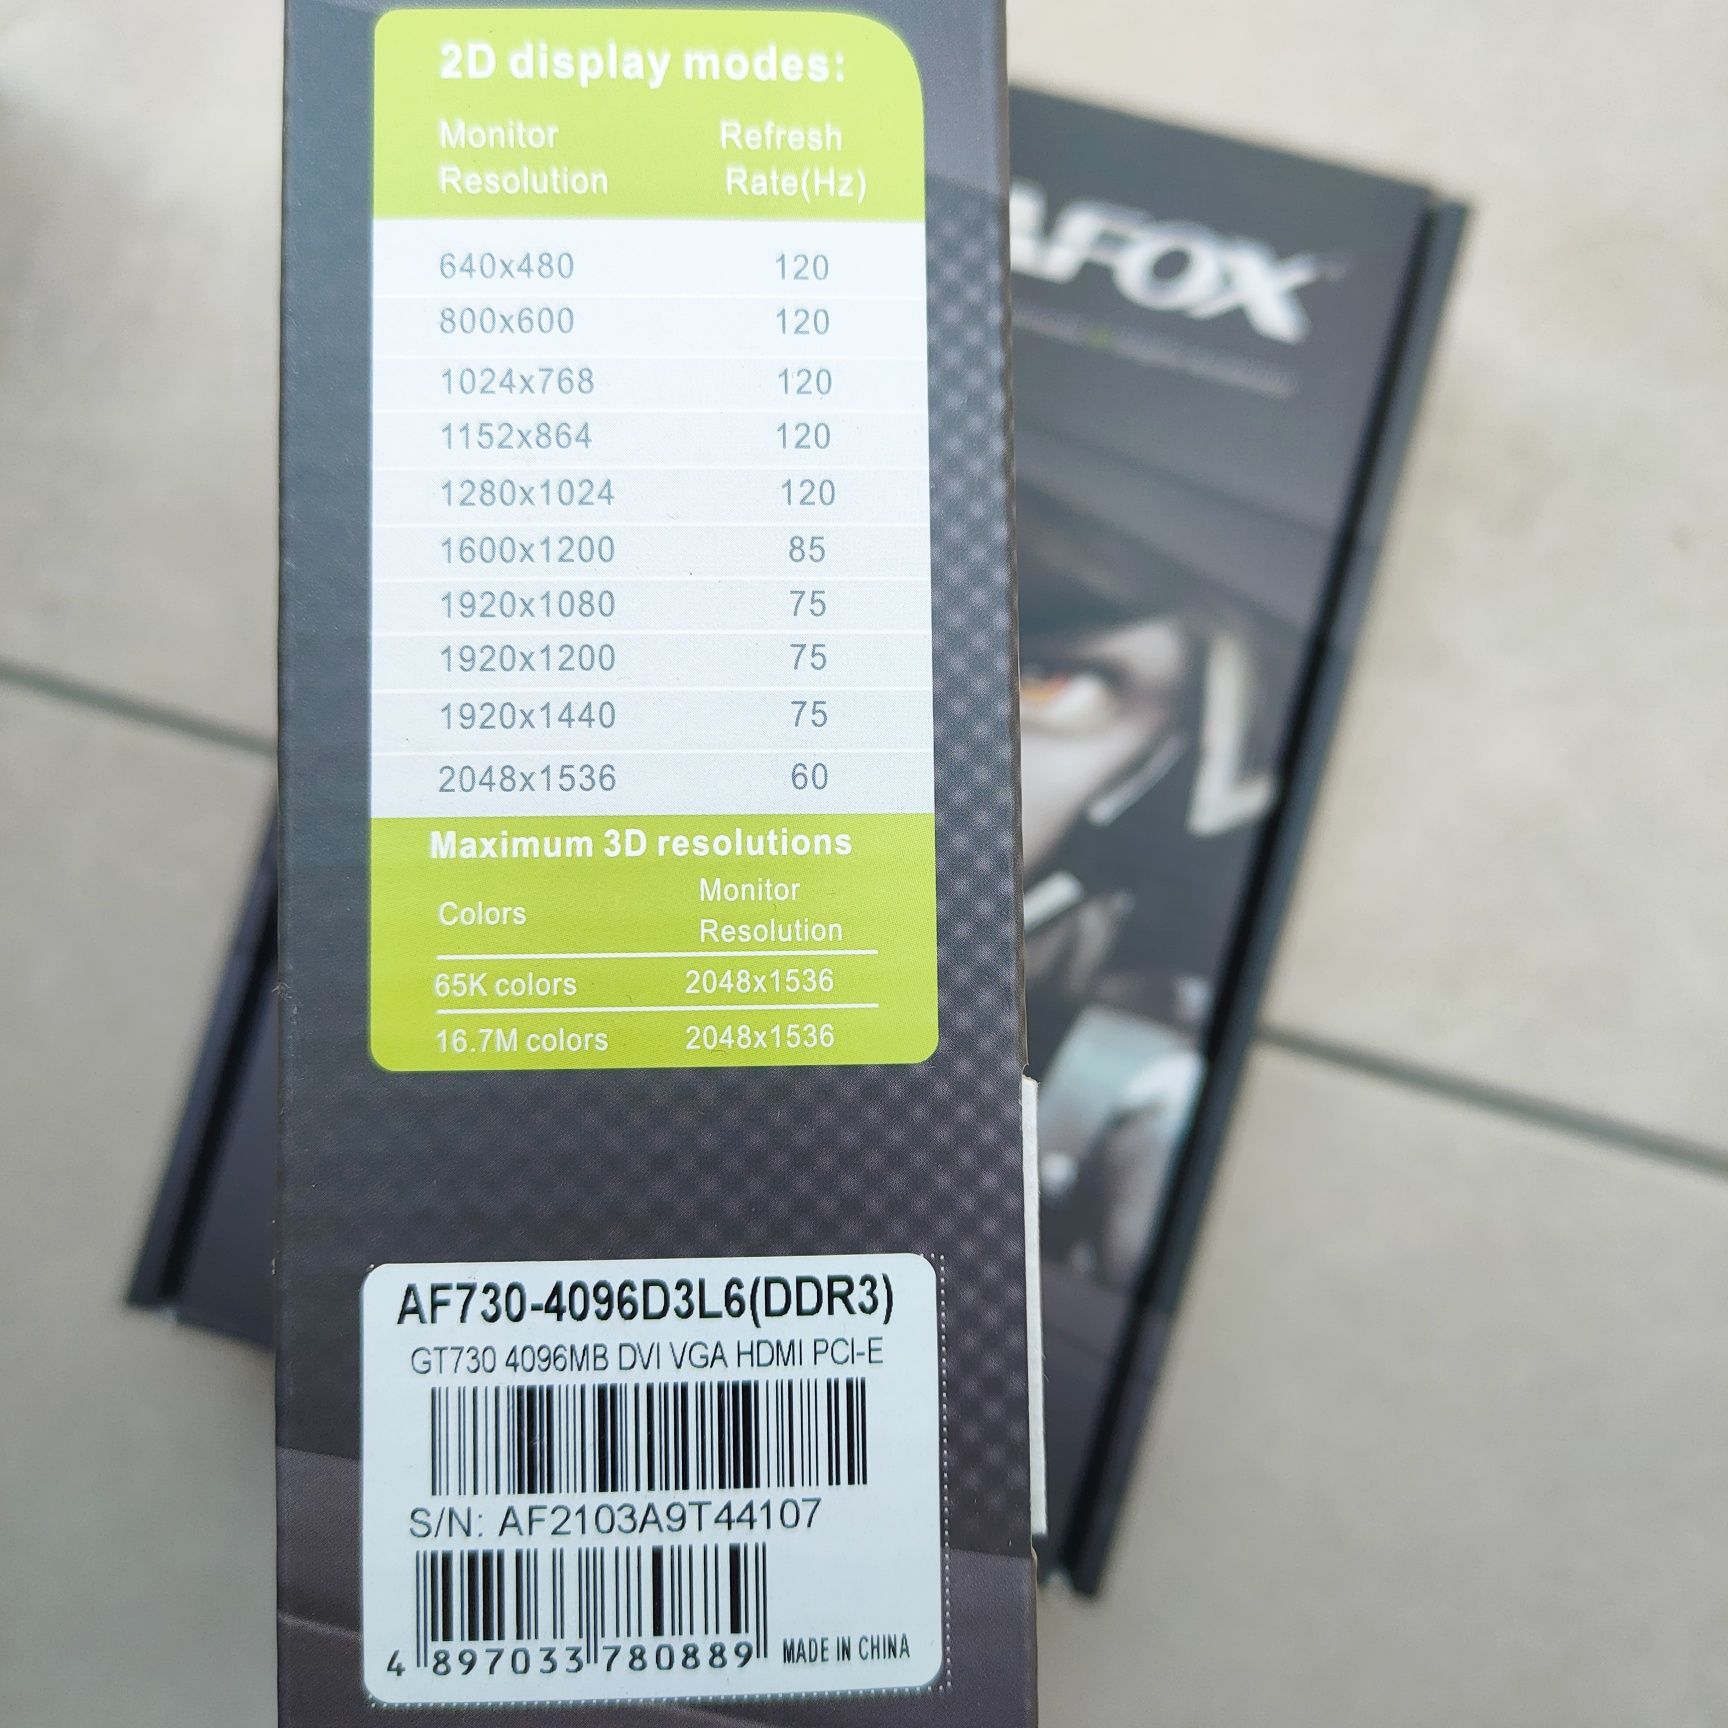 2D display modes:
Monitor Resolution Refresh Rate(Hz)
640x480 120
800x600 120
1024x768 120
1152x864 120
1280x1024 120
1600x1200 85
1920x1080 75
1920x1200 75
1920x1440 75
2048x1536 60
Maximum 3D resolutions
Colors Monitor Resolution
65K colors 2048x1536
16.7M colors 2048x1536
AF730-4096D3L6(DDR3)
GT730 4096MB DVI VGA HDMI PCI-E
S/N: AF2103A9T44107
4 897033 780889 MADE IN CHINA
AFOX